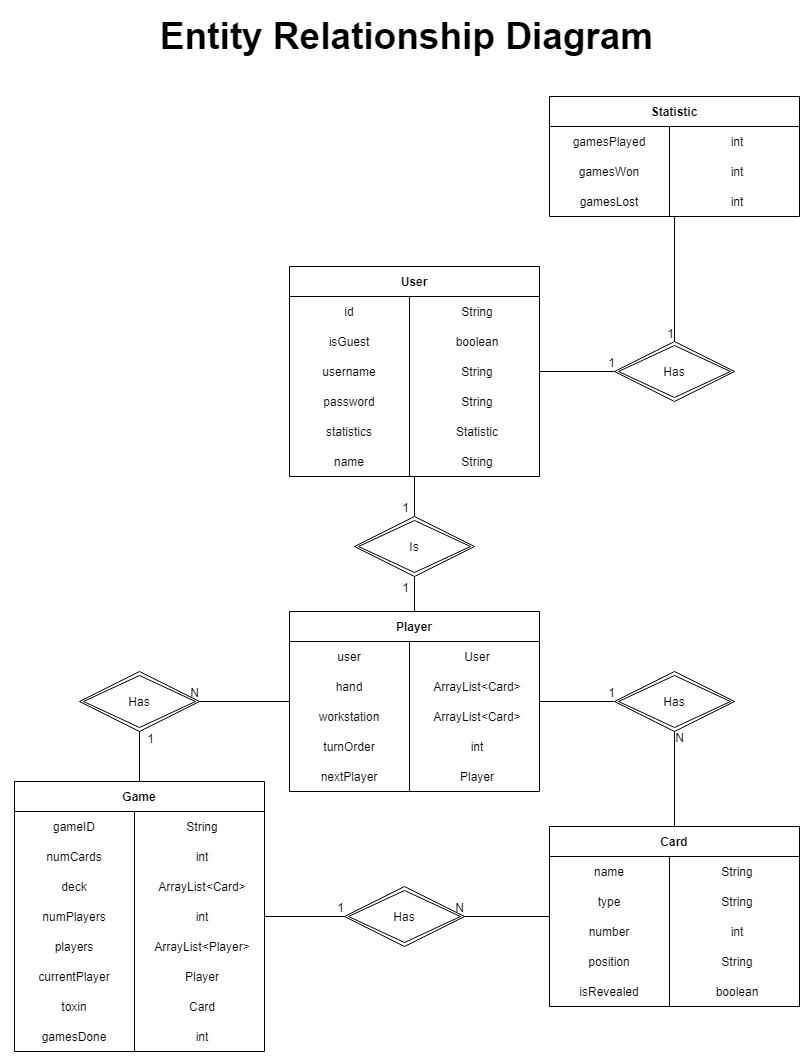 Entity Relationship Diagram
Statistic
gamesPlayed int
gamesWon int
gamesLost int
User
id String
isGuest boolean
username String
password String
statistics Statistic
name String
1
1
Has
1
Is
1
Player
user User
hand ArrayList<Card>
workstation ArrayList<Card>
turnOrder int
nextPlayer Player
Has
N
1
1
Has
N
Game
gameID String
numCards int
deck ArrayList<Card>
numPlayers int
players ArrayList<Player>
currentPlayer Player
toxin Card
gamesDone int
1
Has
N
Card
name String
type String
number int
position String
isRevealed boolean